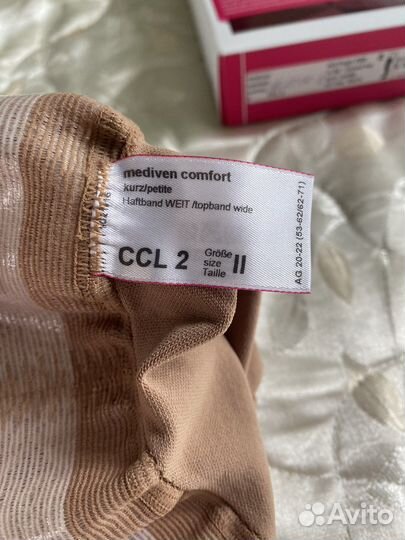 mediven comfort
kurz/petite
Haftband WEIT /topband wide
CCL 2
Größe
size
Taille
II
AG 20-22 (53-62/62-71)
Avito